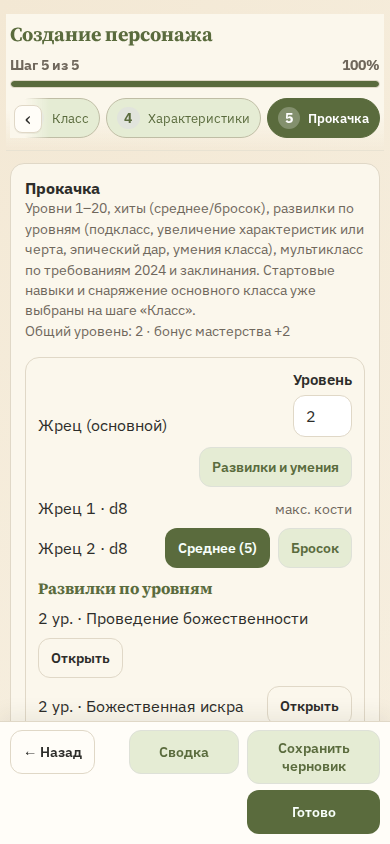 Создание персонажа
Шаг 5 из 5 100%
‹ Класс 4 Характеристики 5 Прокачка
Прокачка
Уровни 1–20, хиты (среднее/бросок), развилки по
уровням (подкласс, увеличение характеристик или
черта, эпический дар, умения класса), мультикласс
по требованиям 2024 и заклинания. Стартовые
навыки и снаряжение основного класса уже
выбраны на шаге «Класс».
Общий уровень: 2 · бонус мастерства +2
Уровень
Жрец (основной) 2
Развилки и умения
Жрец 1 · d8 макс. кости
Жрец 2 · d8 Среднее (5) Бросок
Развилки по уровням
2 ур. · Проведение божественности
Открыть
2 ур. · Божественная искра Открыть
← Назад Сводка Сохранить
черновик
Готово